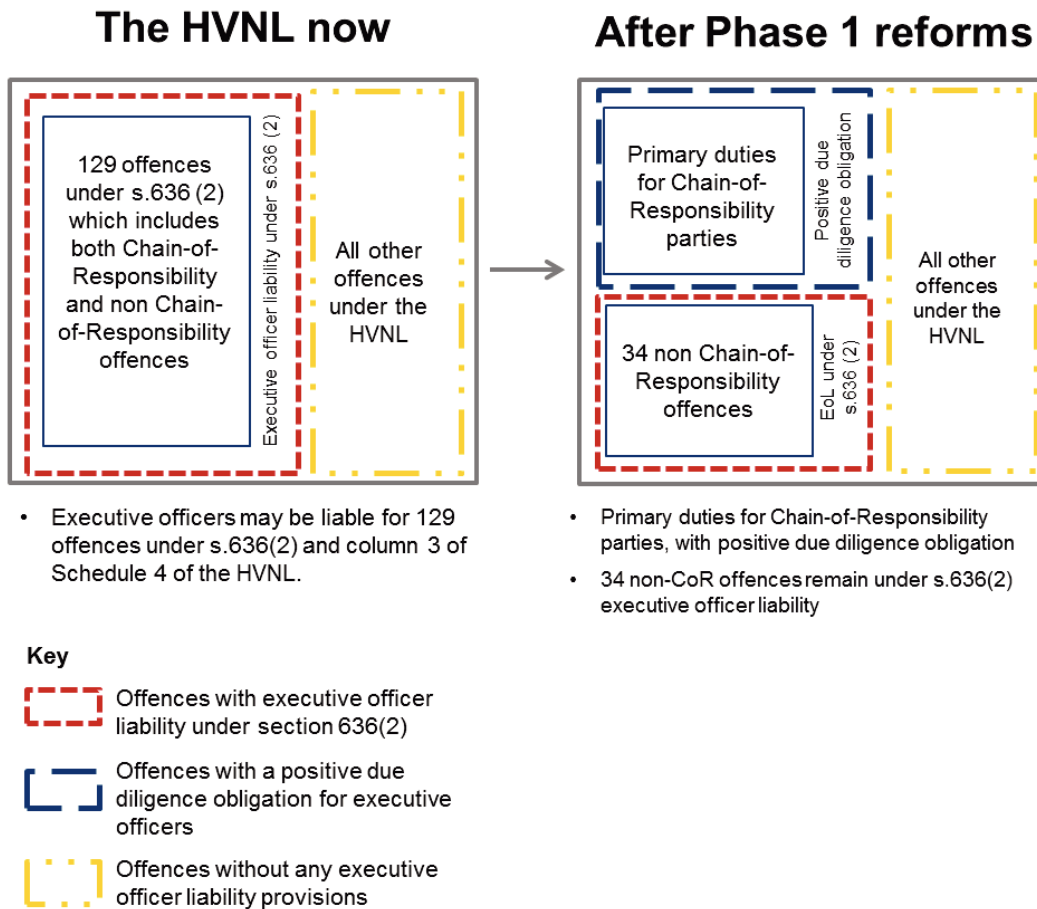 The HVNL now
129 offences
under s.636 (2)
which includes
both Chain-of-
Responsibility
and non Chain-
of-Responsibility
offences
Executive officer liability under s.636 (2)
All other
offences
under the
HVNL
• Executive officers may be liable for 129
offences under s.636(2) and column 3 of
Schedule 4 of the HVNL.
After Phase 1 reforms
Primary duties
for Chain-of-
Responsibility
parties
Positive due
diligence obligation
34 non Chain-of-
Responsibility
offences
EoL under
s.636 (2)
All other
offences
under the
HVNL
• Primary duties for Chain-of-Responsibility
parties, with positive due diligence obligation
• 34 non-CoR offences remain under s.636(2)
executive officer liability
Key
Offences with executive officer
liability under section 636(2)
Offences with a positive due
diligence obligation for executive
officers
Offences without any executive
officer liability provisions